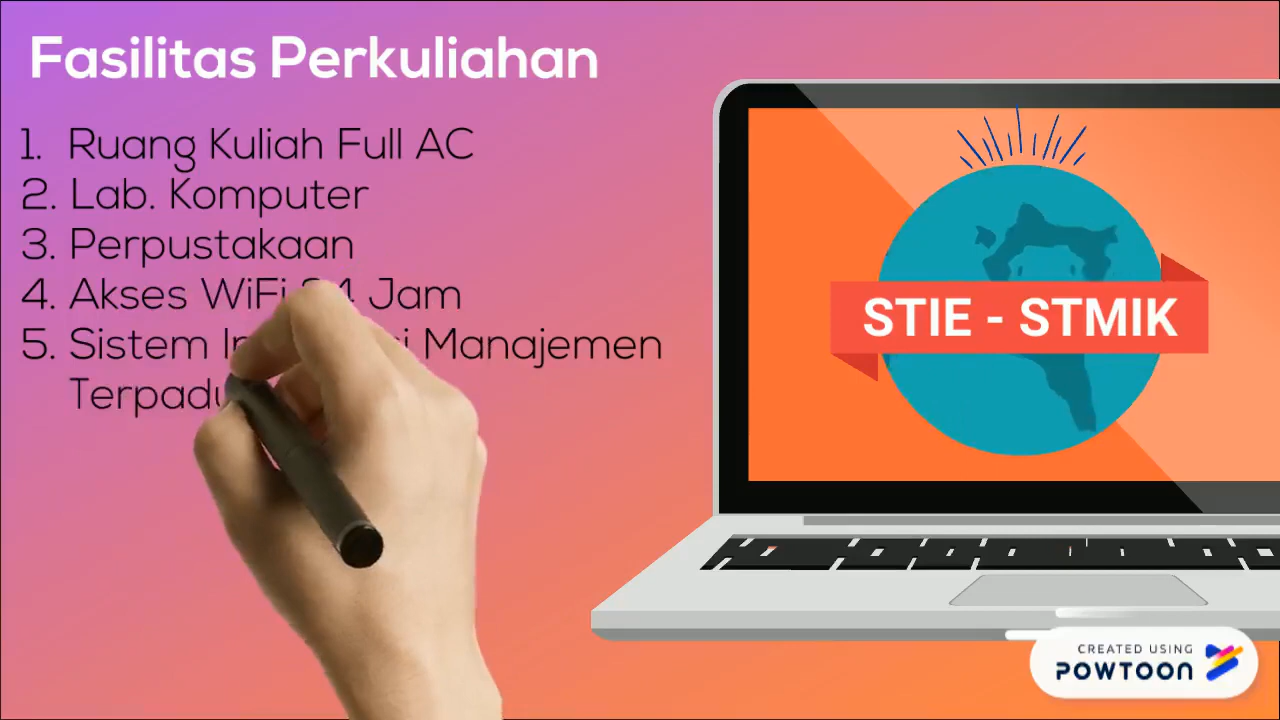 Fasilitas Perkuliahan
1. Ruang Kuliah Full AC
2. Lab. Komputer
3. Perpustakaan
4. Akses WiFi Jam
5. Sistem Manajemen
Terpadu
STIE - STMIK
CREATED USING
POWTOON